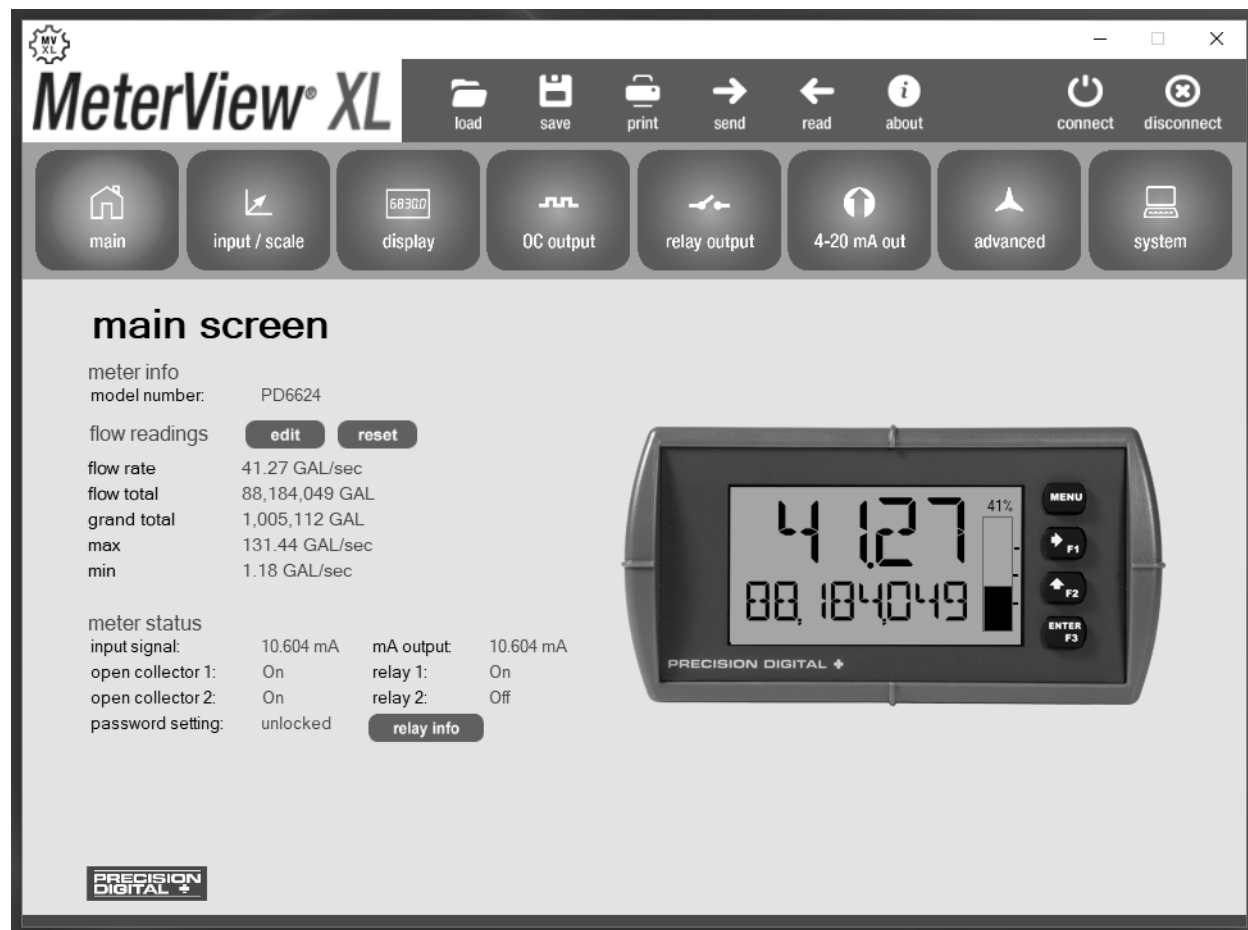 MV
XL
MeterView® XL
load save print send read about connect disconnect
main input / scale display OC output relay output 4-20 mA out advanced system
68300
main screen
meter info
model number: PD6624
flow readings edit reset
flow rate 41.27 GAL/sec
flow total 88,184,049 GAL
grand total 1,005,112 GAL
max 131.44 GAL/sec
min 1.18 GAL/sec
meter status
input signal: 10.604 mA mA output: 10.604 mA
open collector 1: On relay 1: On
open collector 2: On relay 2: Off
password setting: unlocked relay info
41.27
41%
88,184,049
MENU
F1
F2
ENTER
F3
PRECISION DIGITAL
PRECISION
DIGITAL